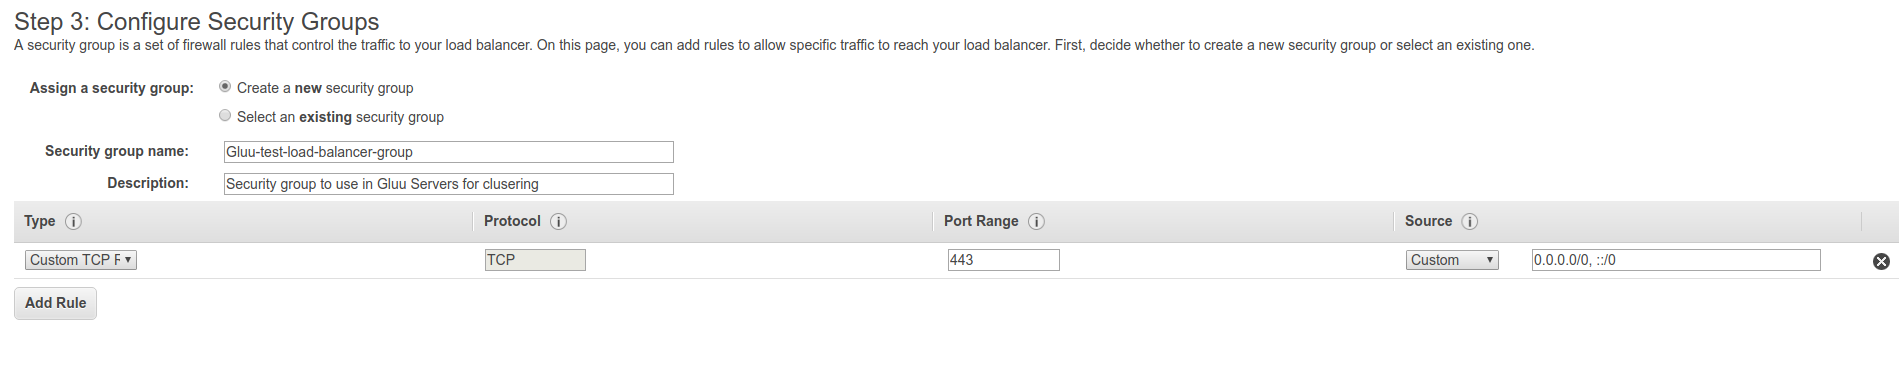 Step 3: Configure Security Groups
A security group is a set of firewall rules that control the traffic to your load balancer. On this page, you can add rules to allow specific traffic to reach your load balancer. First, decide whether to create a new security group or select an existing one.
Assign a security group: Create a new security group
Select an existing security group
Security group name: Gluu-test-load-balancer-group
Description: Security group to use in Gluu Servers for clusering
Type i Protocol i Port Range i Source i
Custom TCP F TCP 443 Custom 0.0.0.0/0, ::/0
Add Rule